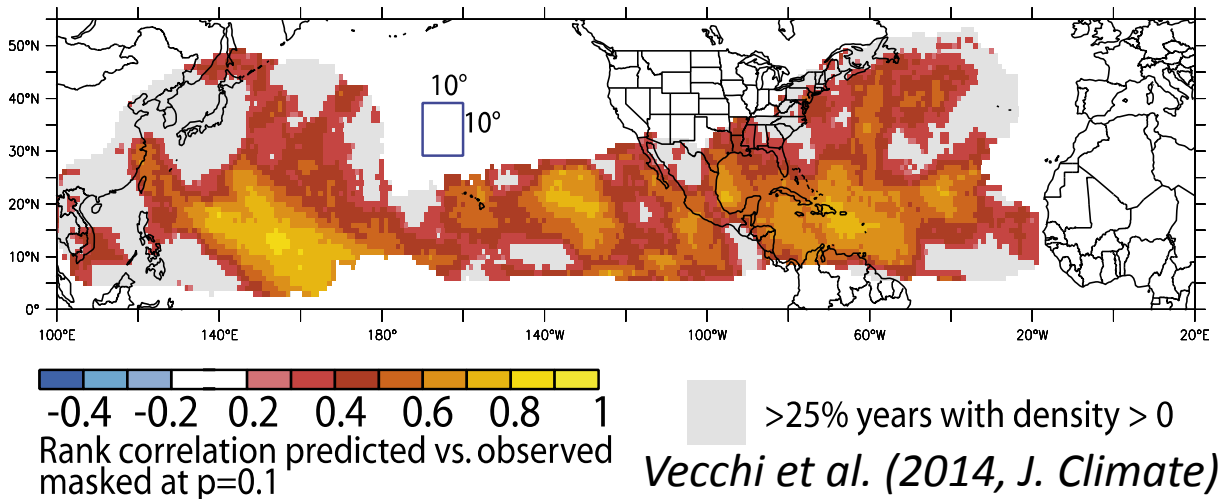 50°N
40°N
30°N
20°N
10°N
0°
10°
10°
100°E 140°E 180° 140°W 100°W 60°W 20°W 20°E
-0.4 -0.2 0.2 0.4 0.6 0.8 1
Rank correlation predicted vs. observed
masked at p=0.1
>25% years with density > 0
Vecchi et al. (2014, J. Climate)